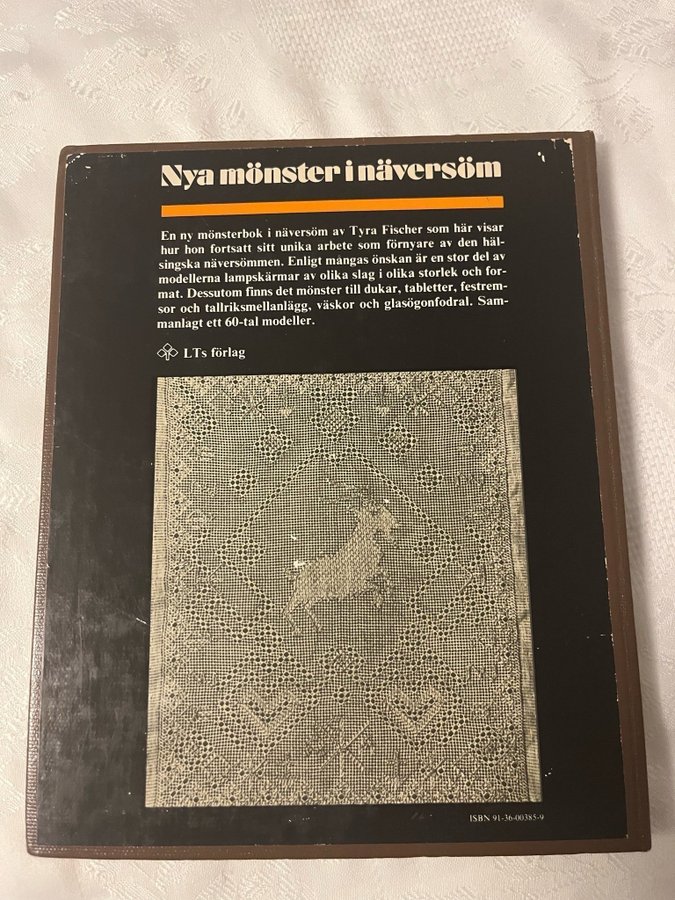 Nya mönster i näversöm
En ny mönsterbok i näversöm av Tyra Fischer som här visar
hur hon fortsatt sitt unika arbete som förnyare av den häl-
singska näversömmen. Enligt mångas önskan är en stor del av
modellerna lampskärmar av olika slag i olika storlek och for-
mat. Dessutom finns det mönster till dukar, tabletter, festrem-
sor och tallriksmellanlägg, väskor och glasögonfodral. Sam-
manlagt ett 60-tal modeller.
LTs förlag
ISBN 91-36-00385-9